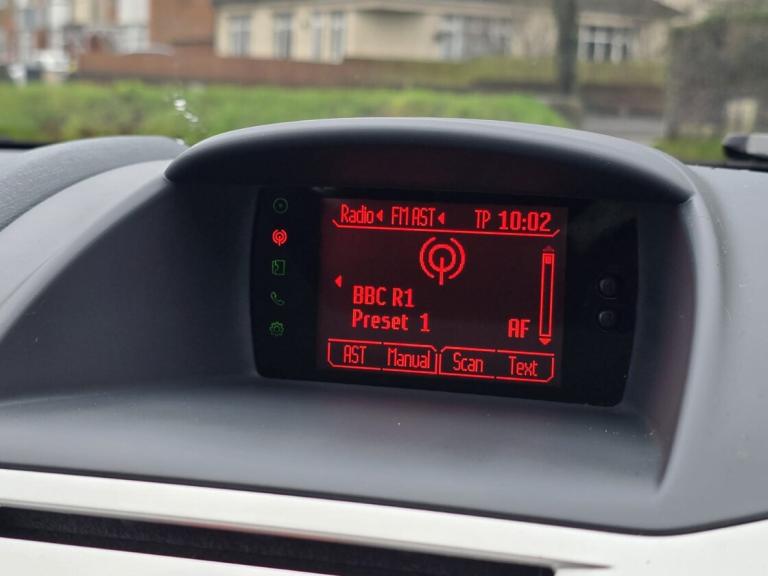 Radio FM AST TP 10:02
BBC R1
Preset 1 AF
AST Manual Scan Text